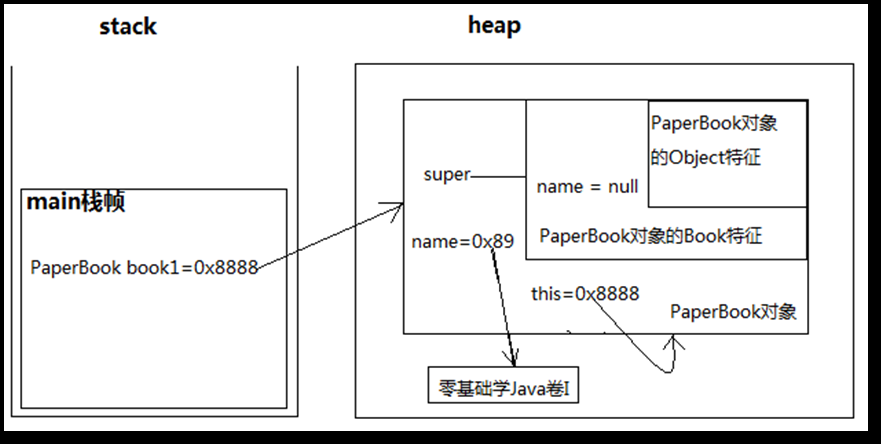 stack
heap
main栈帧
PaperBook book1=0x8888
super
name=0x89
name = null
PaperBook对象
的Object特征
PaperBook对象的Book特征
this=0x8888
PaperBook对象
零基础学Java卷I